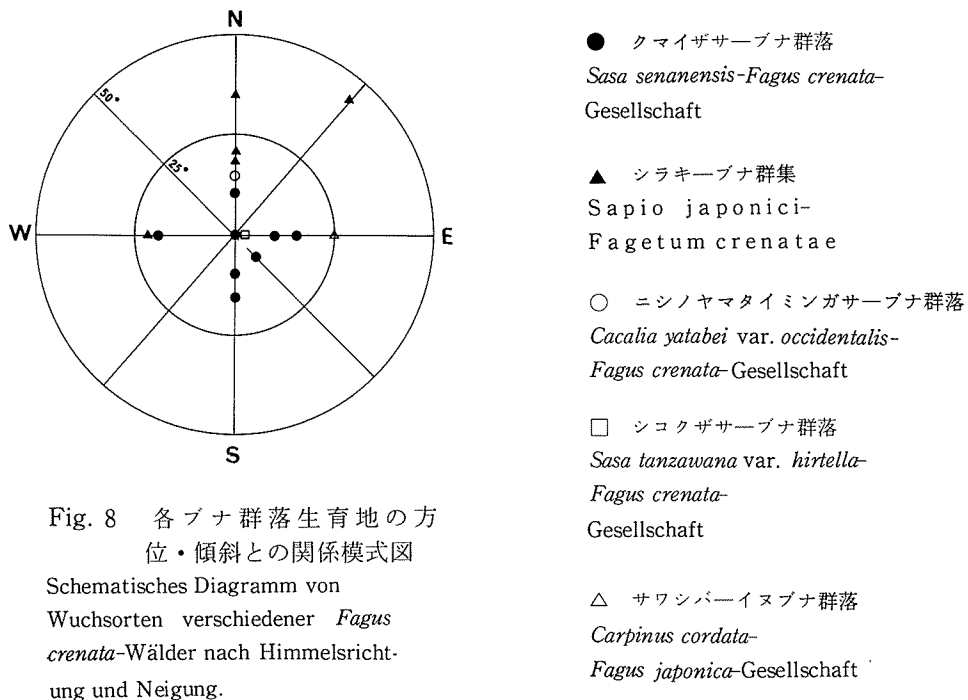 N
50°
25°
W
E
S
Fig. 8 各ブナ群落生育地の方
位・傾斜との関係模式図
Schematisches Diagramm von
Wuchsorten verschiedener Fagus
crenata-Wälder nach Himmelsricht-
ung und Neigung.
● クマイザサーブナ群落
Sasa senanensis-Fagus crenata-
Gesellschaft
▲ シラキーブナ群集
Sapio japonici-
Fagetum crenatae
○ ニシノヤマタイミンガサーブナ群落
Cacalia yatabei var. occidentalis-
Fagus crenata-Gesellschaft
□ シコクザサーブナ群落
Sasa tanzawana var. hirtella-
Fagus crenata-
Gesellschaft
△ サワシバーイヌブナ群落
Carpinus cordata-
Fagus japonica-Gesellschaft